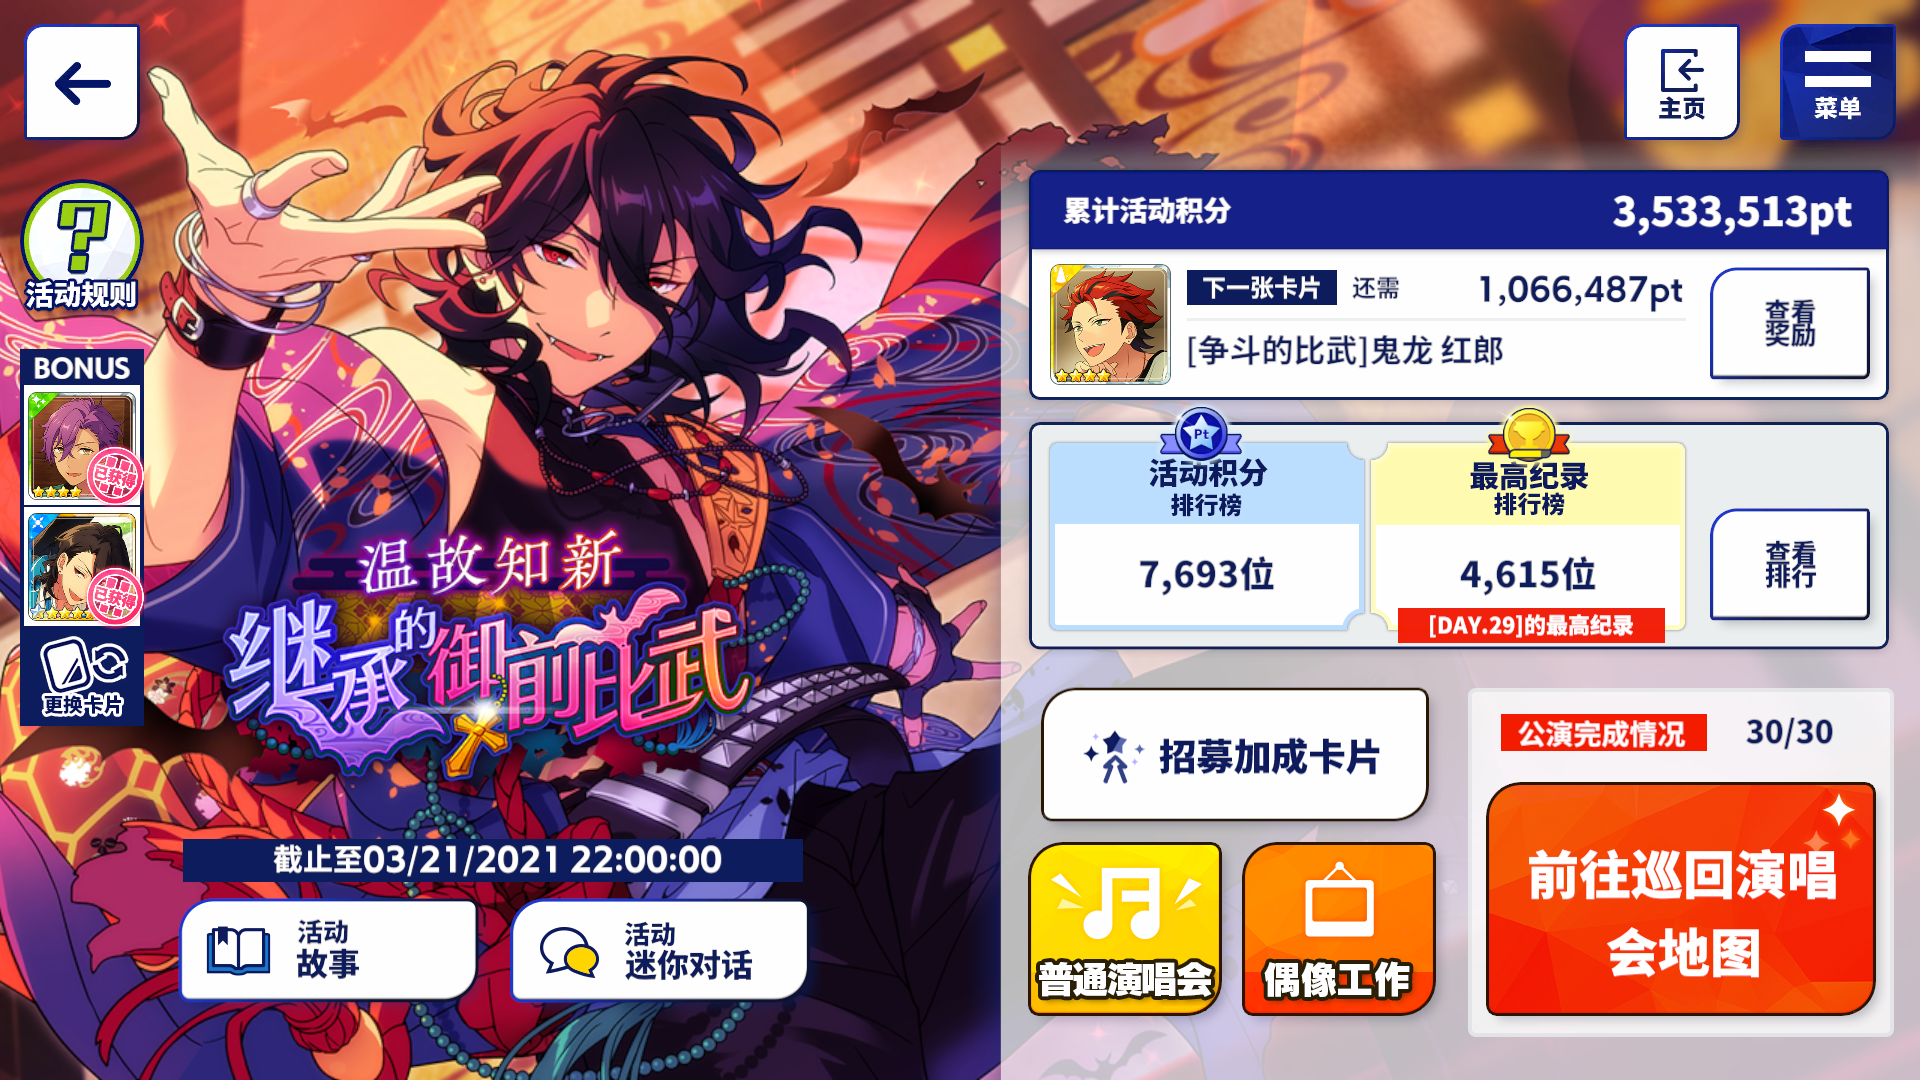 主页
菜单
活动规则
BONUS
已获得
已获得
更换卡片
温故知新
继承的御前比武
截止至03/21/2021 22:00:00
活动
故事
活动
迷你对话
累计活动积分 3,533,513pt
下一张卡片 还需 1,066,487pt
[争斗的比武]鬼龙 红郎
查看
奖励
Pt
活动积分
排行榜
7,693位
最高纪录
排行榜
4,615位
[DAY.29]的最高纪录
查看
排行
招募加成卡片
公演完成情况 30/30
普通演唱会
偶像工作
前往巡回演唱
会地图